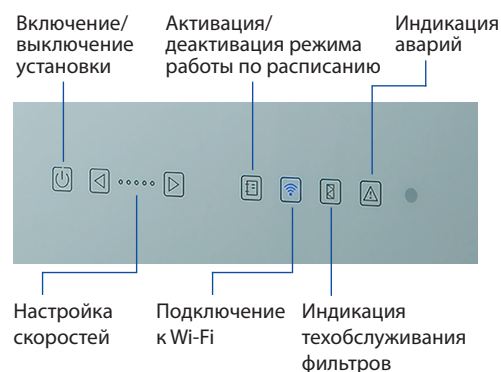 Включение/
выключение
установки
Активация/
деактивация режима
работы по расписанию
Индикация
аварий
Настройка
скоростей
Подключение
к Wi-Fi
Индикация
техобслуживания
фильтров